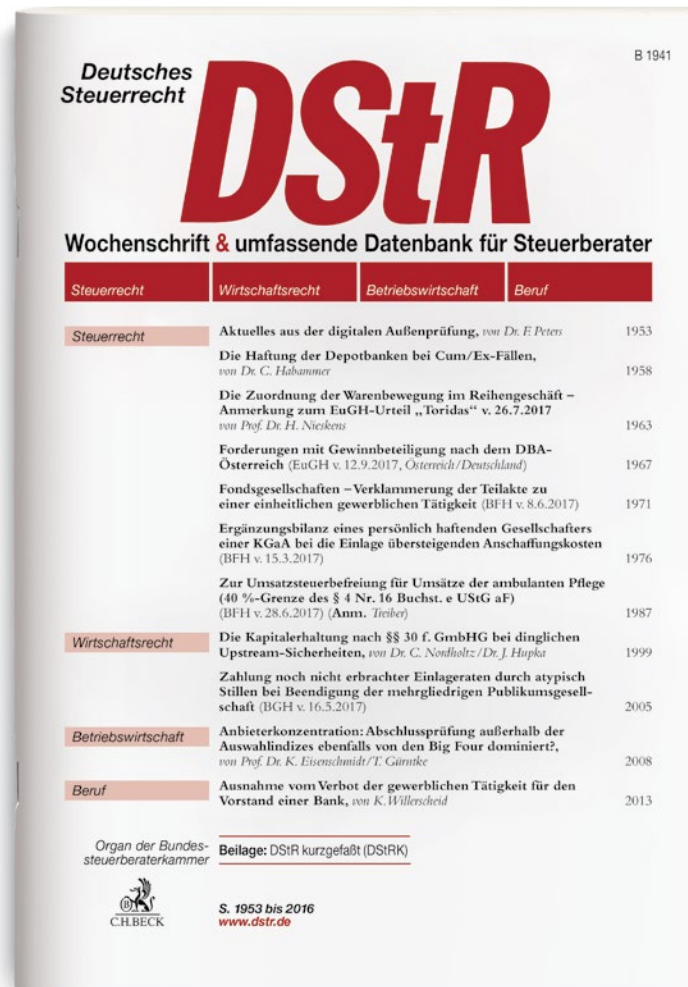 B 1941
Deutsches
Steuerrecht
DStR
Wochenschrift & umfassende Datenbank für Steuerberater
Steuerrecht Wirtschaftsrecht Betriebswirtschaft Beruf
Steuerrecht
Aktuelles aus der digitalen Außenprüfung, von Dr. F. Peters 1953
Die Haftung der Depotbanken bei Cum/Ex-Fällen,
von Dr. C. Habammer 1958
Die Zuordnung der Warenbewegung im Reihengeschäft –
Anmerkung zum EuGH-Urteil „Toridas“ v. 26.7.2017
von Prof. Dr. H. Nieskens 1963
Forderungen mit Gewinnbeteiligung nach dem DBA-
Österreich (EuGH v. 12.9.2017, Österreich/Deutschland) 1967
Fondsgesellschaften – Verklammerung der Teilakte zu
einer einheitlichen gewerblichen Tätigkeit (BFH v. 8.6.2017) 1971
Ergänzungsbilanz eines persönlich haftenden Gesellschafters
einer KGaA bei die Einlage übersteigenden Anschaffungskosten
(BFH v. 15.3.2017) 1976
Zur Umsatzsteuerbefreiung für Umsätze der ambulanten Pflege
(40 %-Grenze des § 4 Nr. 16 Buchst. e UStG aF)
(BFH v. 28.6.2017) (Anm. Treiber) 1987
Wirtschaftsrecht
Die Kapitalerhaltung nach §§ 30 f. GmbHG bei dinglichen
Upstream-Sicherheiten, von Dr. C. Nordholtz/Dr. J. Hupka 1999
Zahlung noch nicht erbrachter Einlageraten durch atypisch
Stillen bei Beendigung der mehrgliedrigen Publikumsgesell-
schaft (BGH v. 16.5.2017) 2005
Betriebswirtschaft
Anbieterkonzentration: Abschlussprüfung außerhalb der
Auswahlindizes ebenfalls von den Big Four dominiert?,
von Prof. Dr. K. Eisenschmidt/T. Gürntke 2008
Beruf
Ausnahme vom Verbot der gewerblichen Tätigkeit für den
Vorstand einer Bank, von K. Willerscheid 2013
Organ der Bundes-
steuerberaterkammer
Beilage: DStR kurzgefaßt (DStRK)
B
C.H.BECK
S. 1953 bis 2016
www.dstr.de